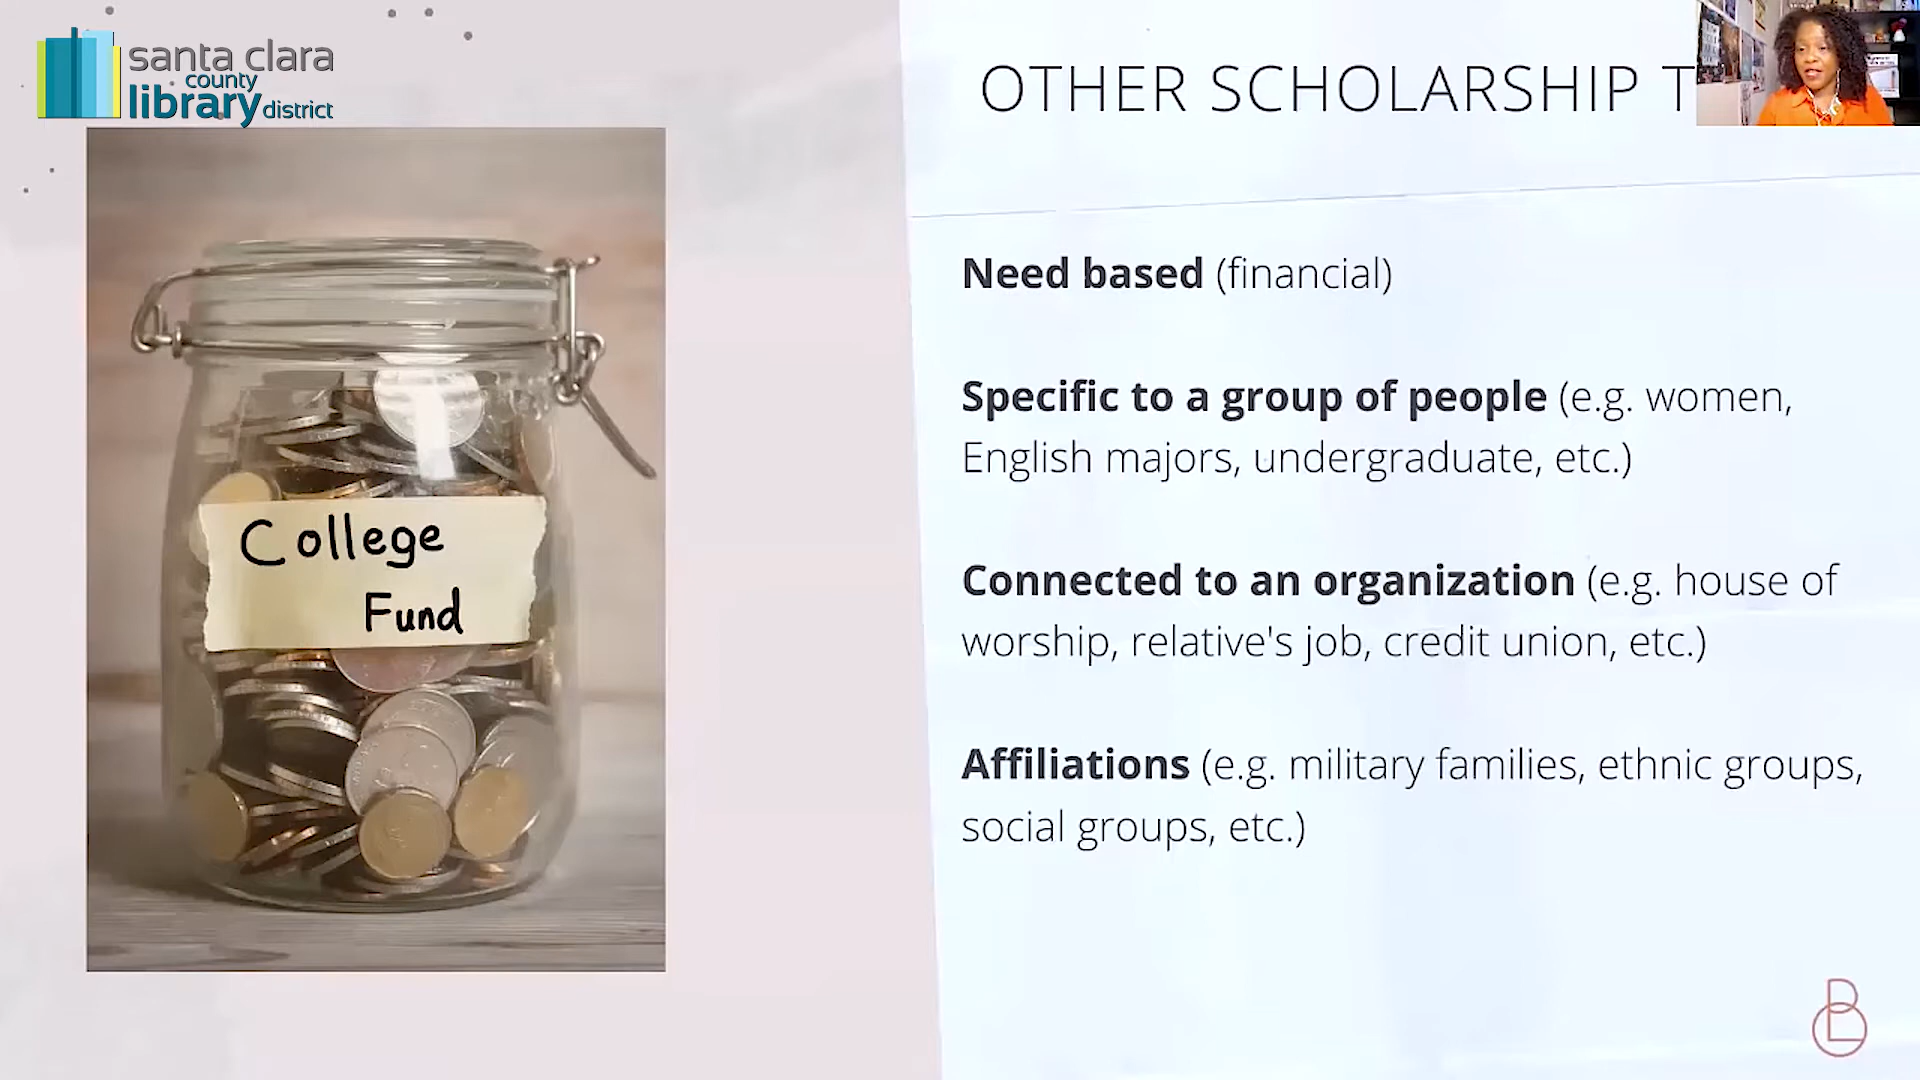 santa clara
county
library district
OTHER SCHOLARSHIP T
Need based (financial)
Specific to a group of people (e.g. women,
English majors, undergraduate, etc.)
Connected to an organization (e.g. house of
worship, relative's job, credit union, etc.)
Affiliations (e.g. military families, ethnic groups,
social groups, etc.)
College
Fund